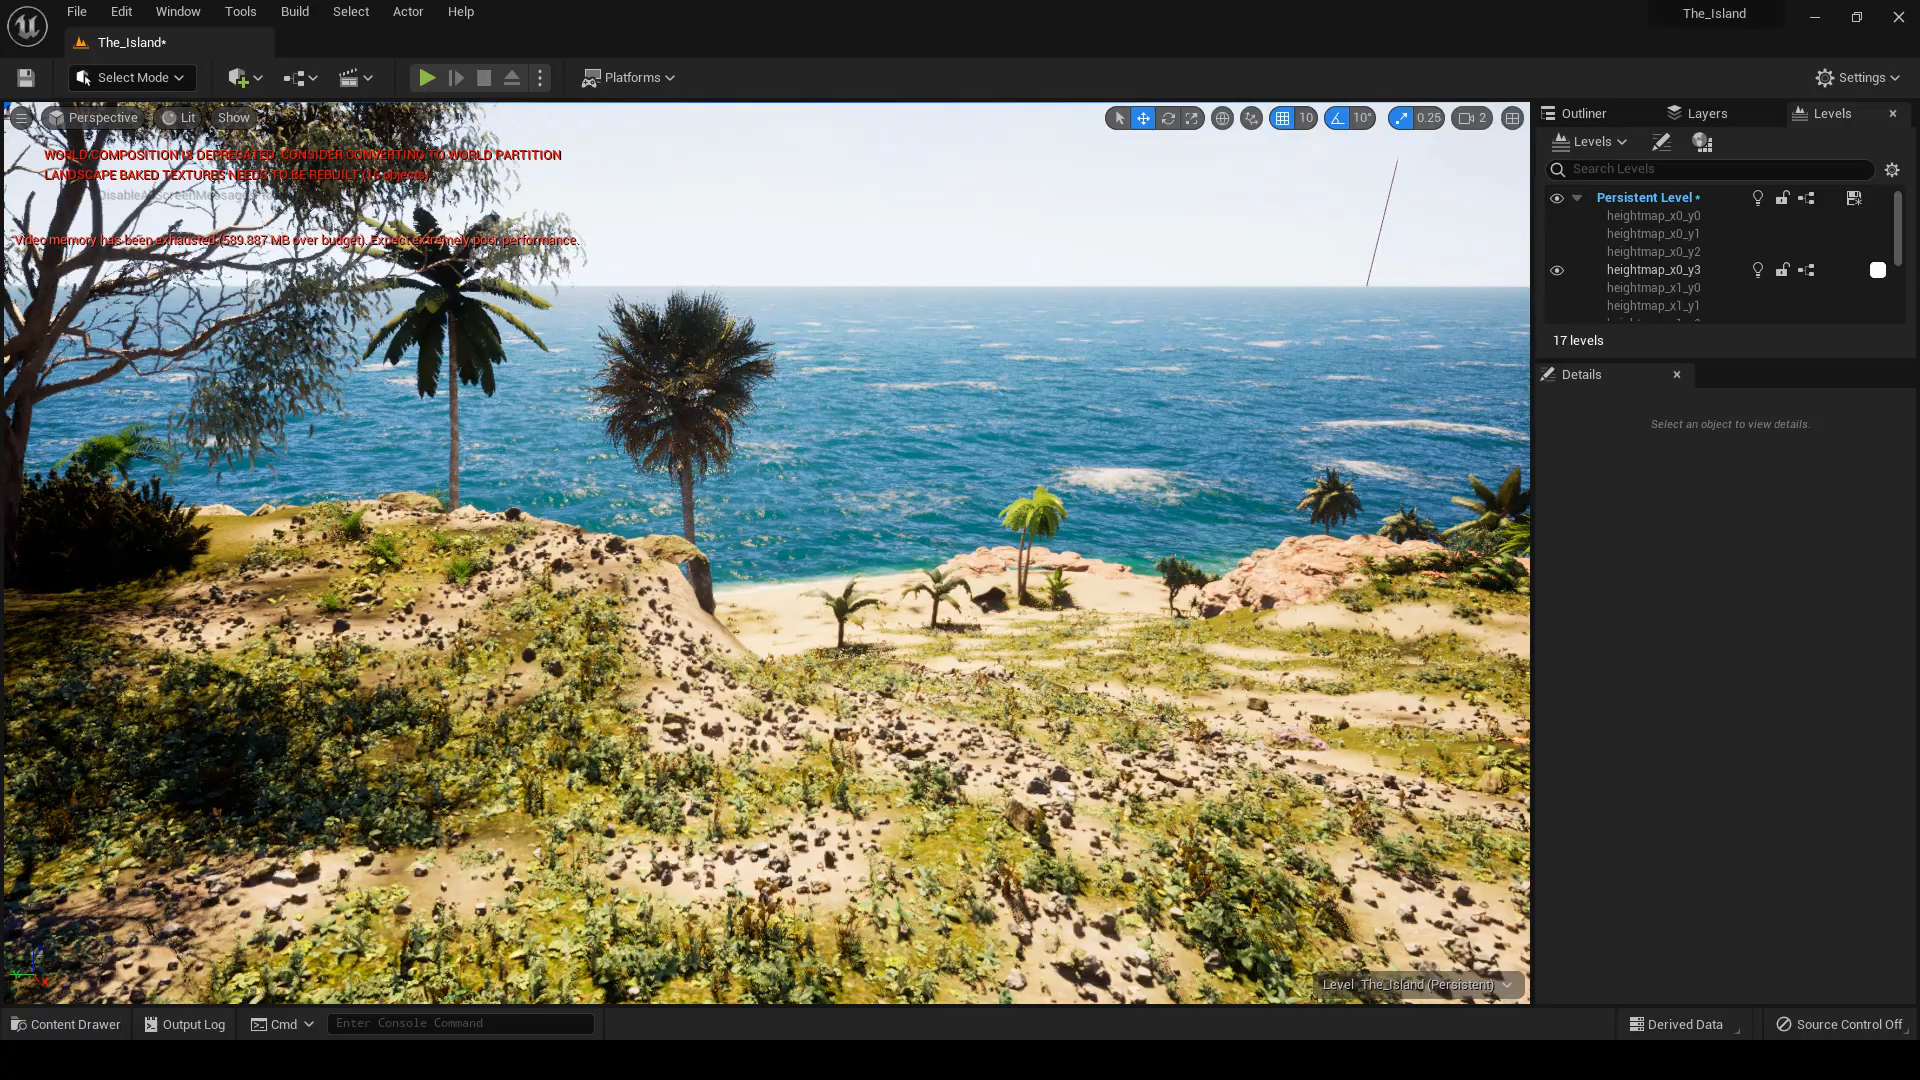 File Edit Window Tools Build Select Actor Help
The_Island
The_Island*
Select Mode
Platforms
Settings
Perspective Lit Show
10 10° 0.25 2
WORLD COMPOSITION IS DEPRECATED, CONSIDER CONVERTING TO WORLD PARTITION
LANDSCAPE BAKED TEXTURES NEEDS TO BE REBUILT
Video memory has been exhausted (589.887 MB over budget). Expect extremely poor performance.
Outliner Layers Levels
Levels
Search Levels
Persistent Level *
heightmap_x0_y0
heightmap_x0_y1
heightmap_x0_y2
heightmap_x0_y3
heightmap_x1_y0
heightmap_x1_y1
17 levels
Details
Select an object to view details.
Level The_Island (Persistent)
Content Drawer Output Log Cmd Enter Console Command
Derived Data Source Control Off